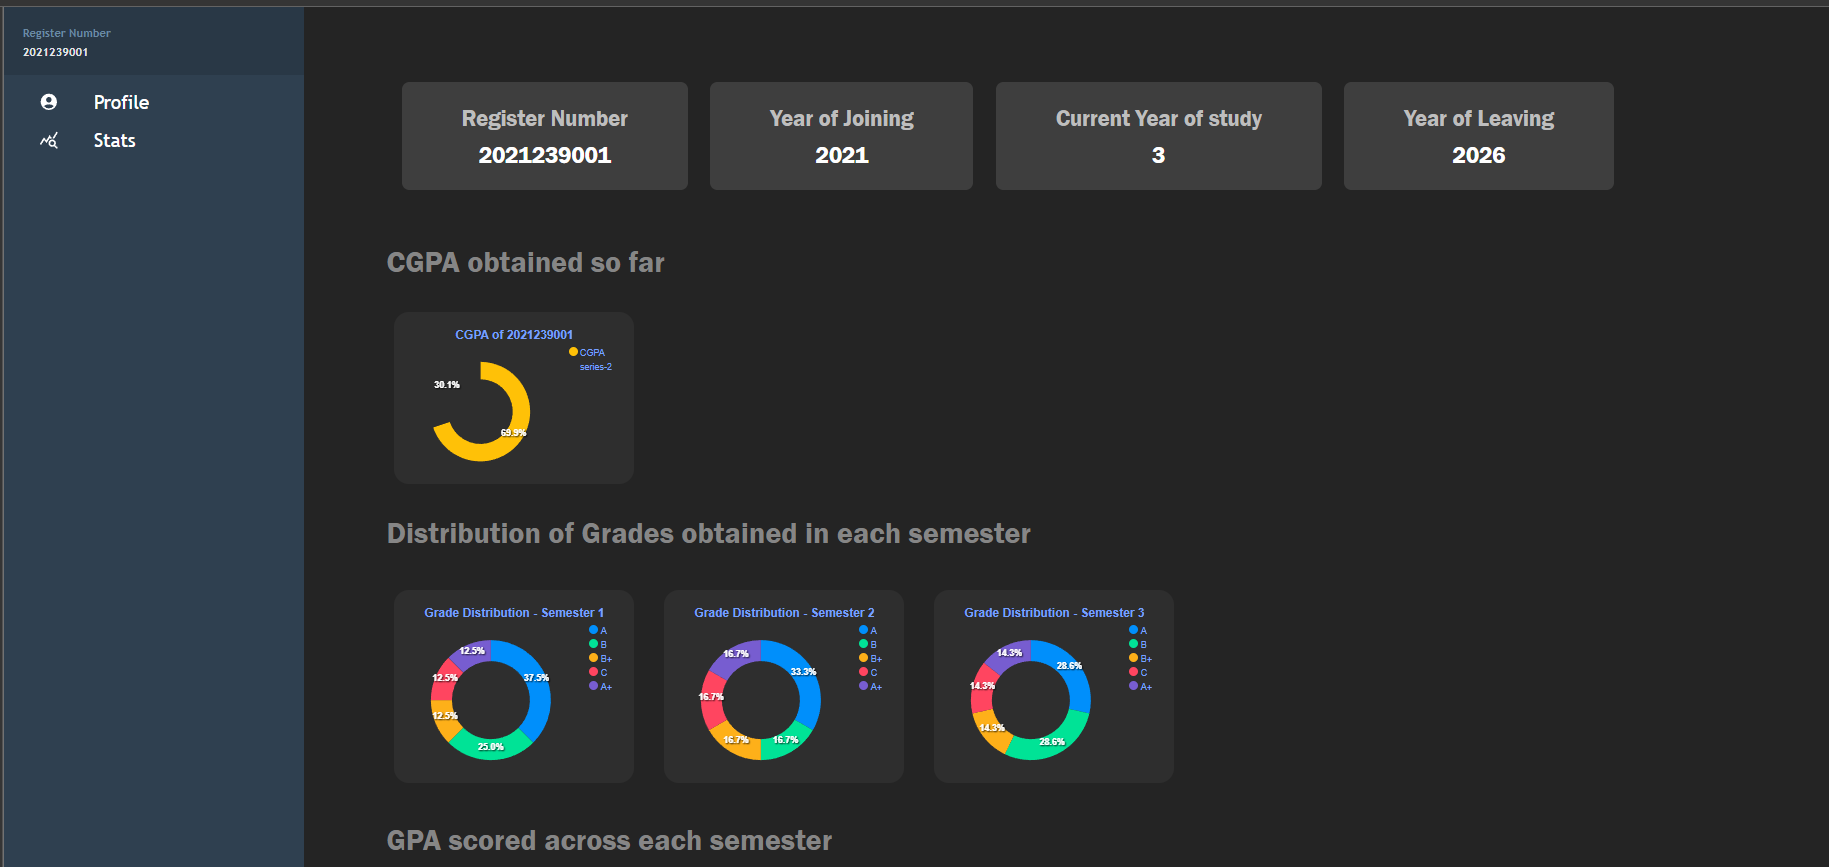 Register Number
2021239001
Profile
Stats
Register Number
2021239001
Year of Joining
2021
Current Year of study
3
Year of Leaving
2026
CGPA obtained so far
CGPA of 2021239001
CGPA
series-2
30.1%
69.9%
Distribution of Grades obtained in each semester
Grade Distribution - Semester 1
A
B
B+
C
A+
12.5%
37.5%
12.5%
12.5%
25.0%
Grade Distribution - Semester 2
A
B
B+
C
A+
16.7%
33.3%
16.7%
16.7%
16.7%
Grade Distribution - Semester 3
A
B
B+
C
A+
14.3%
28.6%
14.3%
14.3%
28.6%
GPA scored across each semester